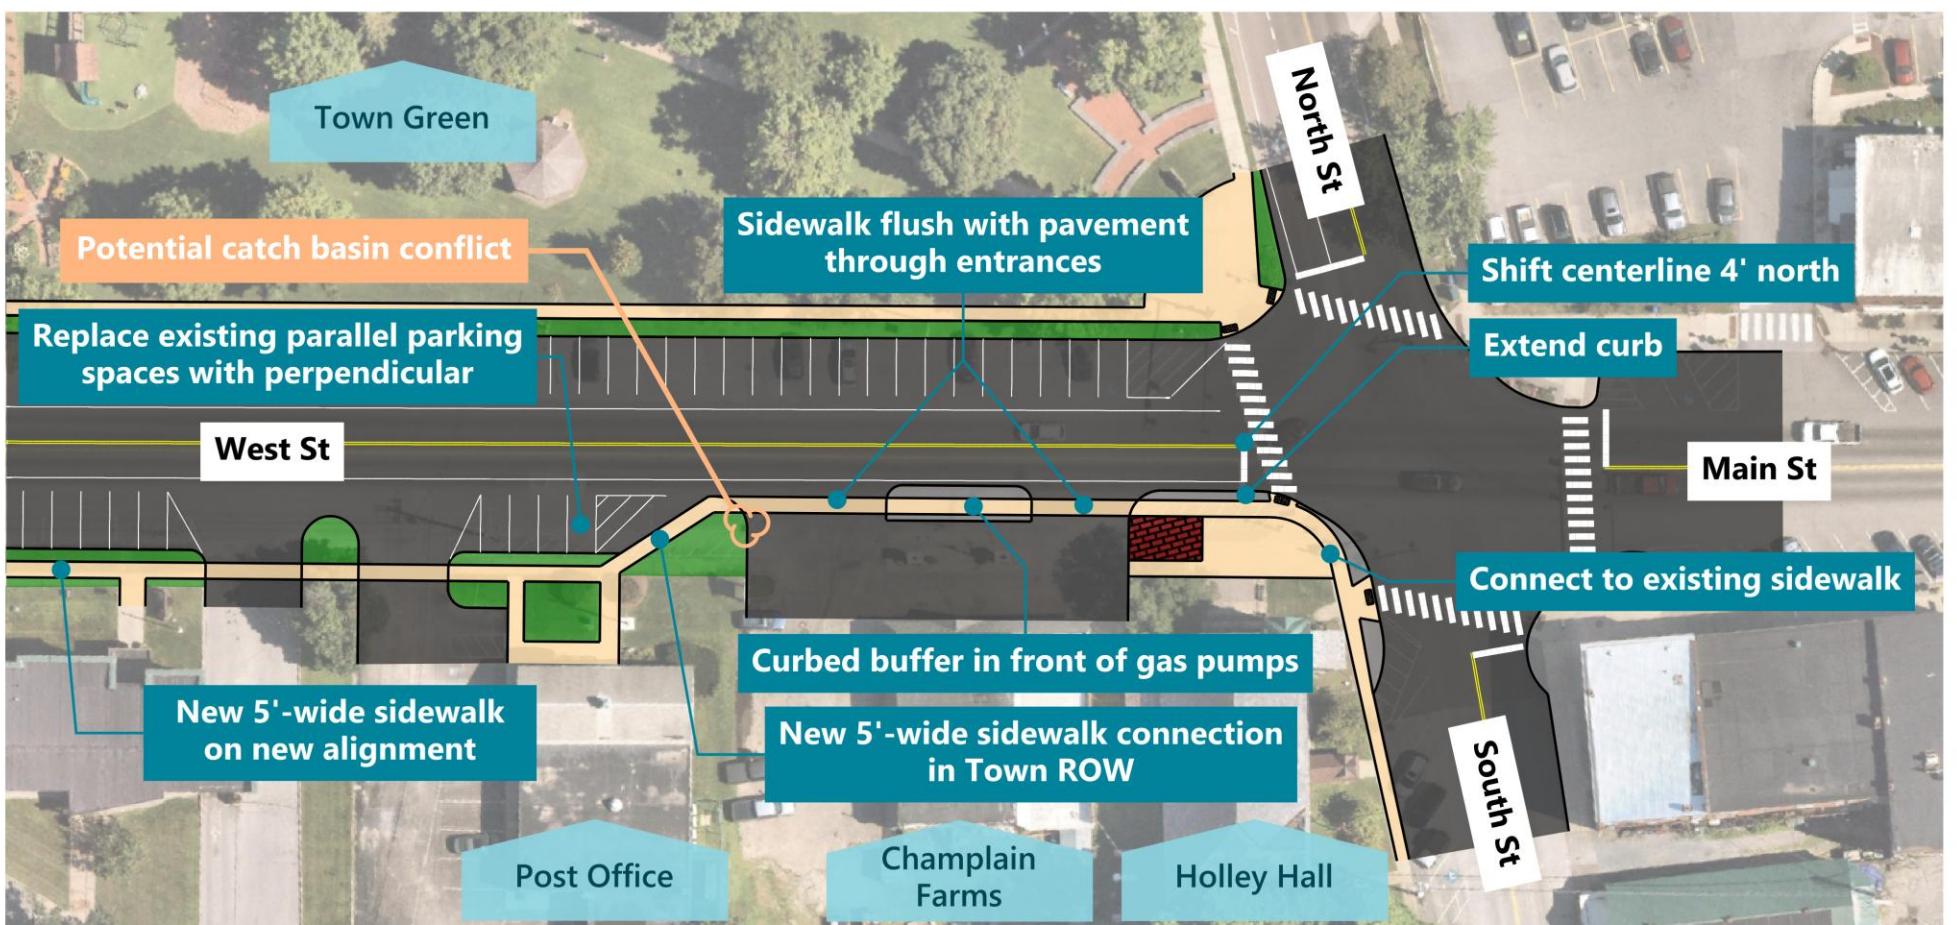 Town Green
North St
Potential catch basin conflict
Sidewalk flush with pavement
through entrances
Shift centerline 4' north
Replace existing parallel parking
spaces with perpendicular
Extend curb
West St
Main St
Connect to existing sidewalk
Curbed buffer in front of gas pumps
New 5'-wide sidewalk
on new alignment
New 5'-wide sidewalk connection
in Town ROW
South St
Post Office
Champlain
Farms
Holley Hall